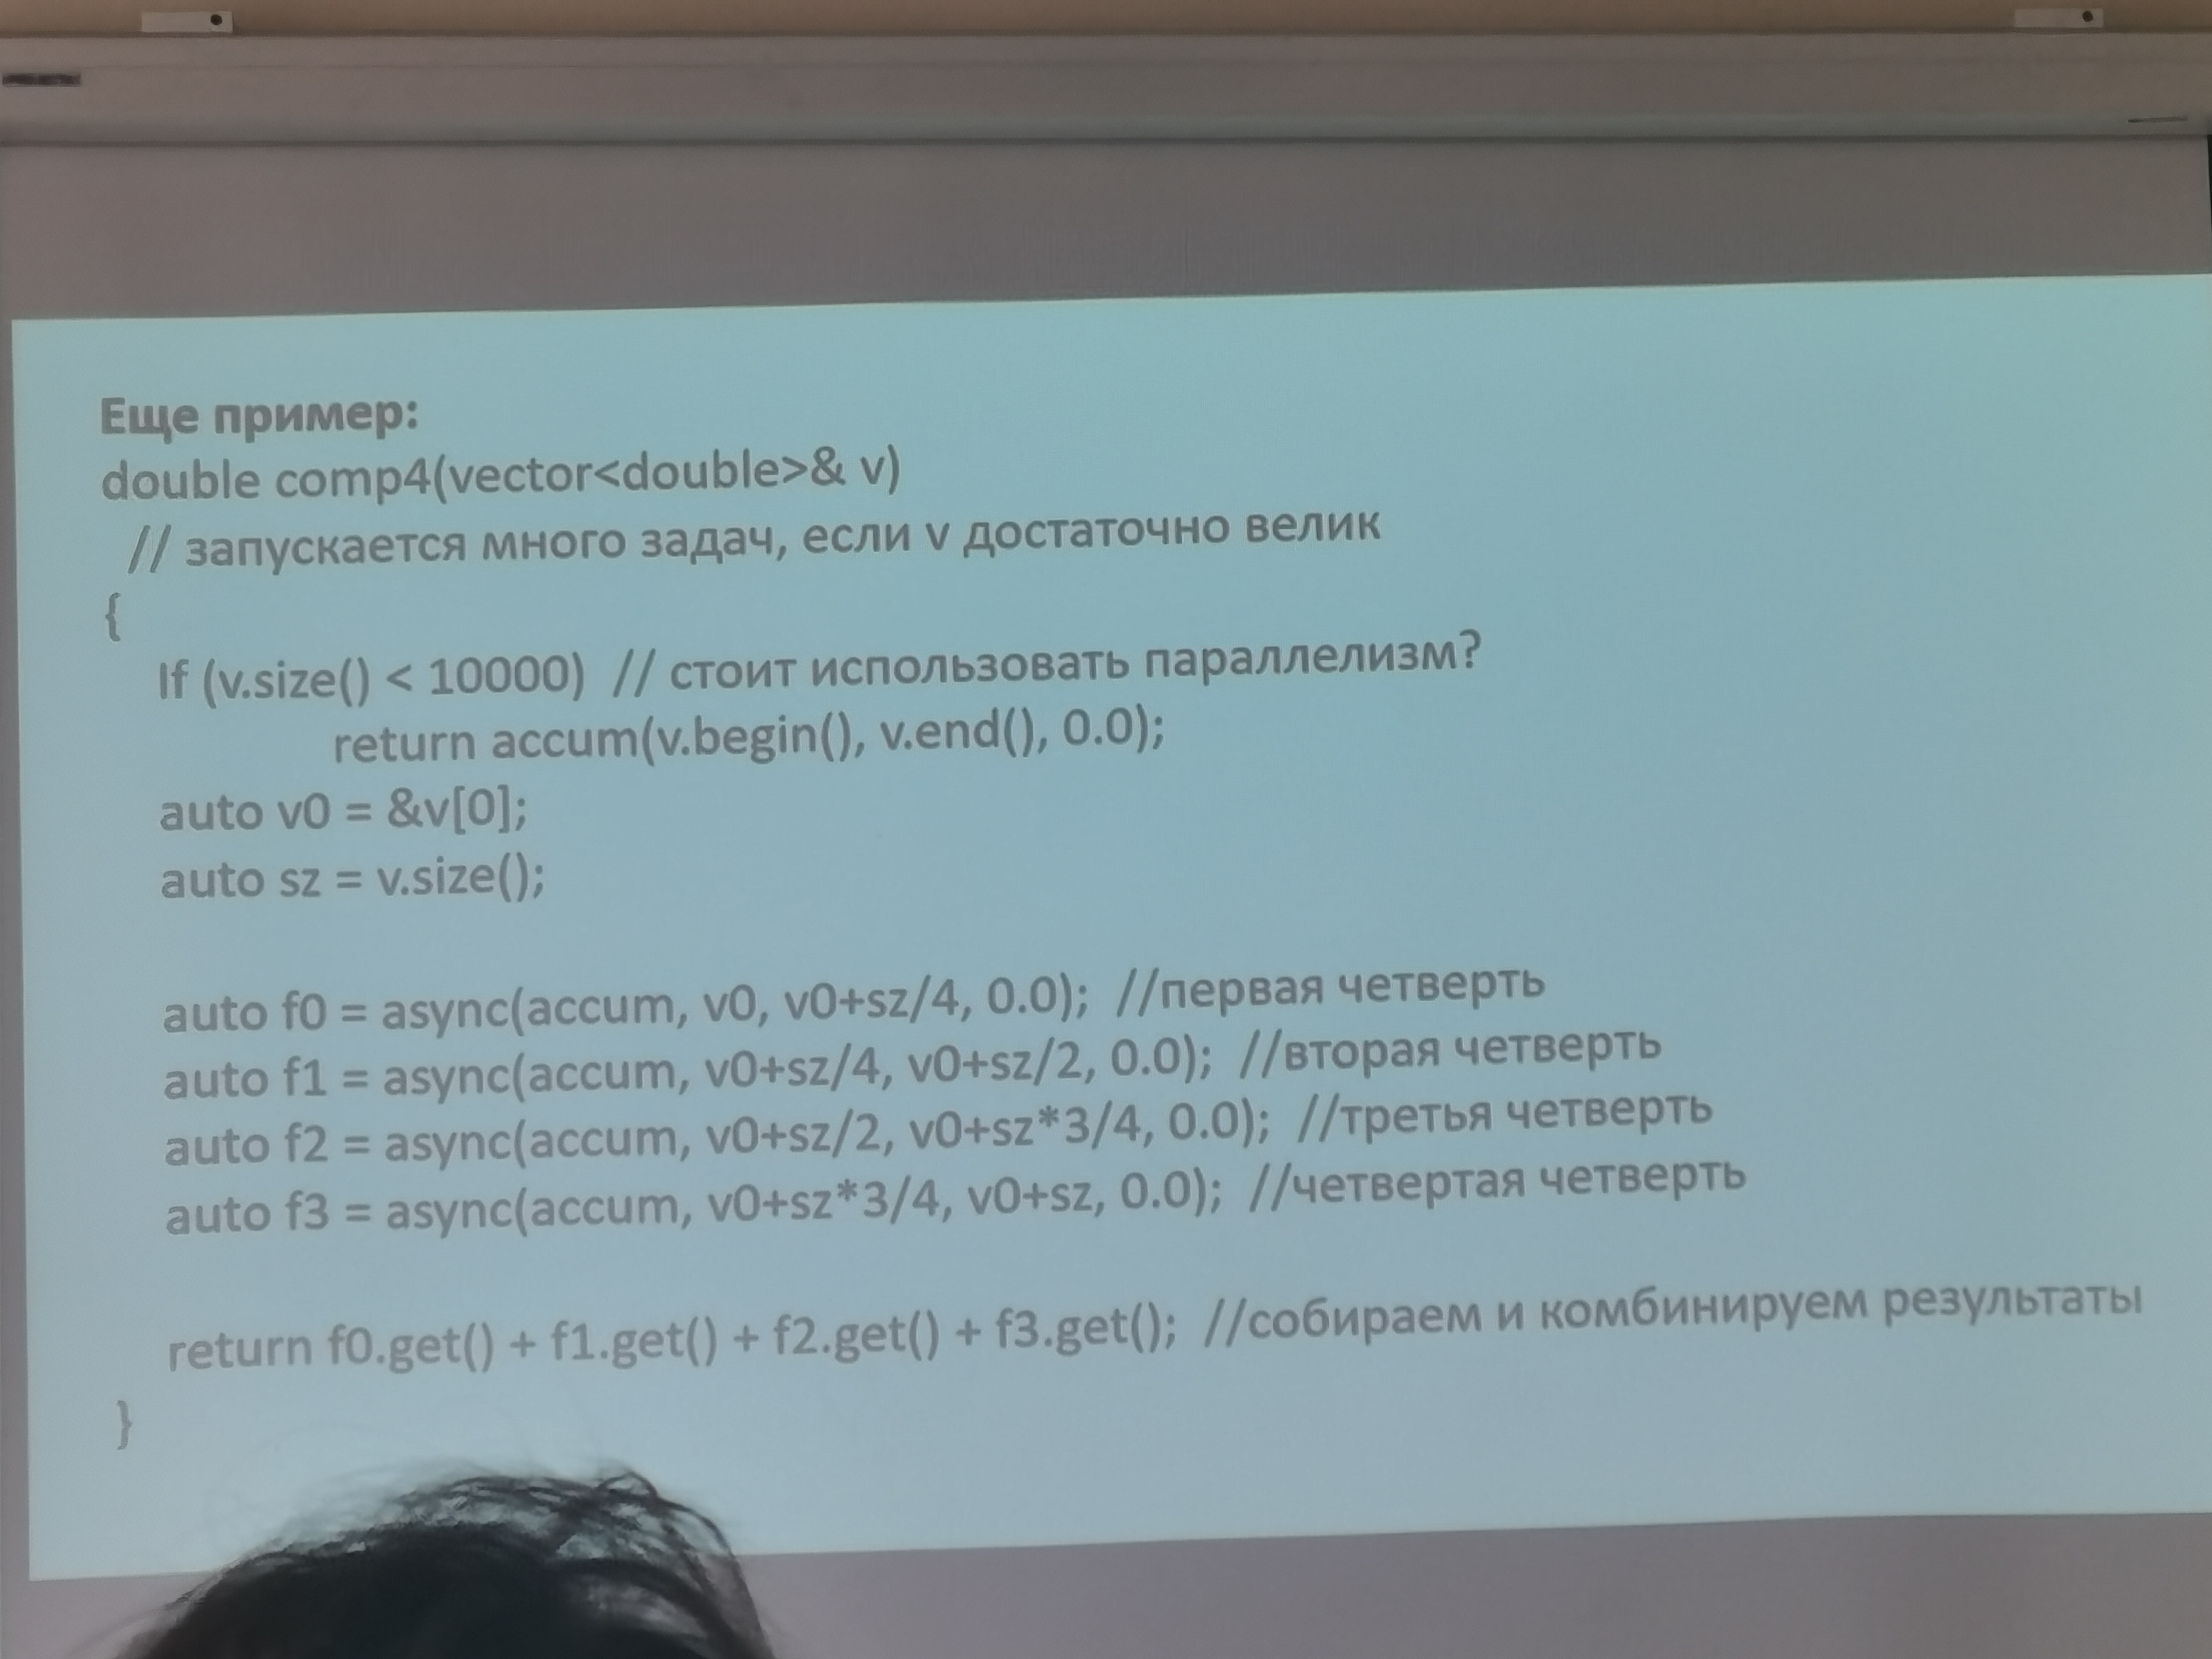 Еще пример:
double comp4(vector<double>& v)
// запускается много задач, если v достаточно велик
{
If (v.size() < 10000) // стоит использовать параллелизм?
return accum(v.begin(), v.end(), 0.0);
auto v0 = &v[0];
auto sz = v.size();
auto f0 = async(accum, v0, v0+sz/4, 0.0); //первая четверть
auto f1 = async(accum, v0+sz/4, v0+sz/2, 0.0); //вторая четверть
auto f2 = async(accum, v0+sz/2, v0+sz*3/4, 0.0); //третья четверть
auto f3 = async(accum, v0+sz*3/4, v0+sz, 0.0); //четвертая четверть
return f0.get() + f1.get() + f2.get() + f3.get(); //собираем и комбинируем результаты
}